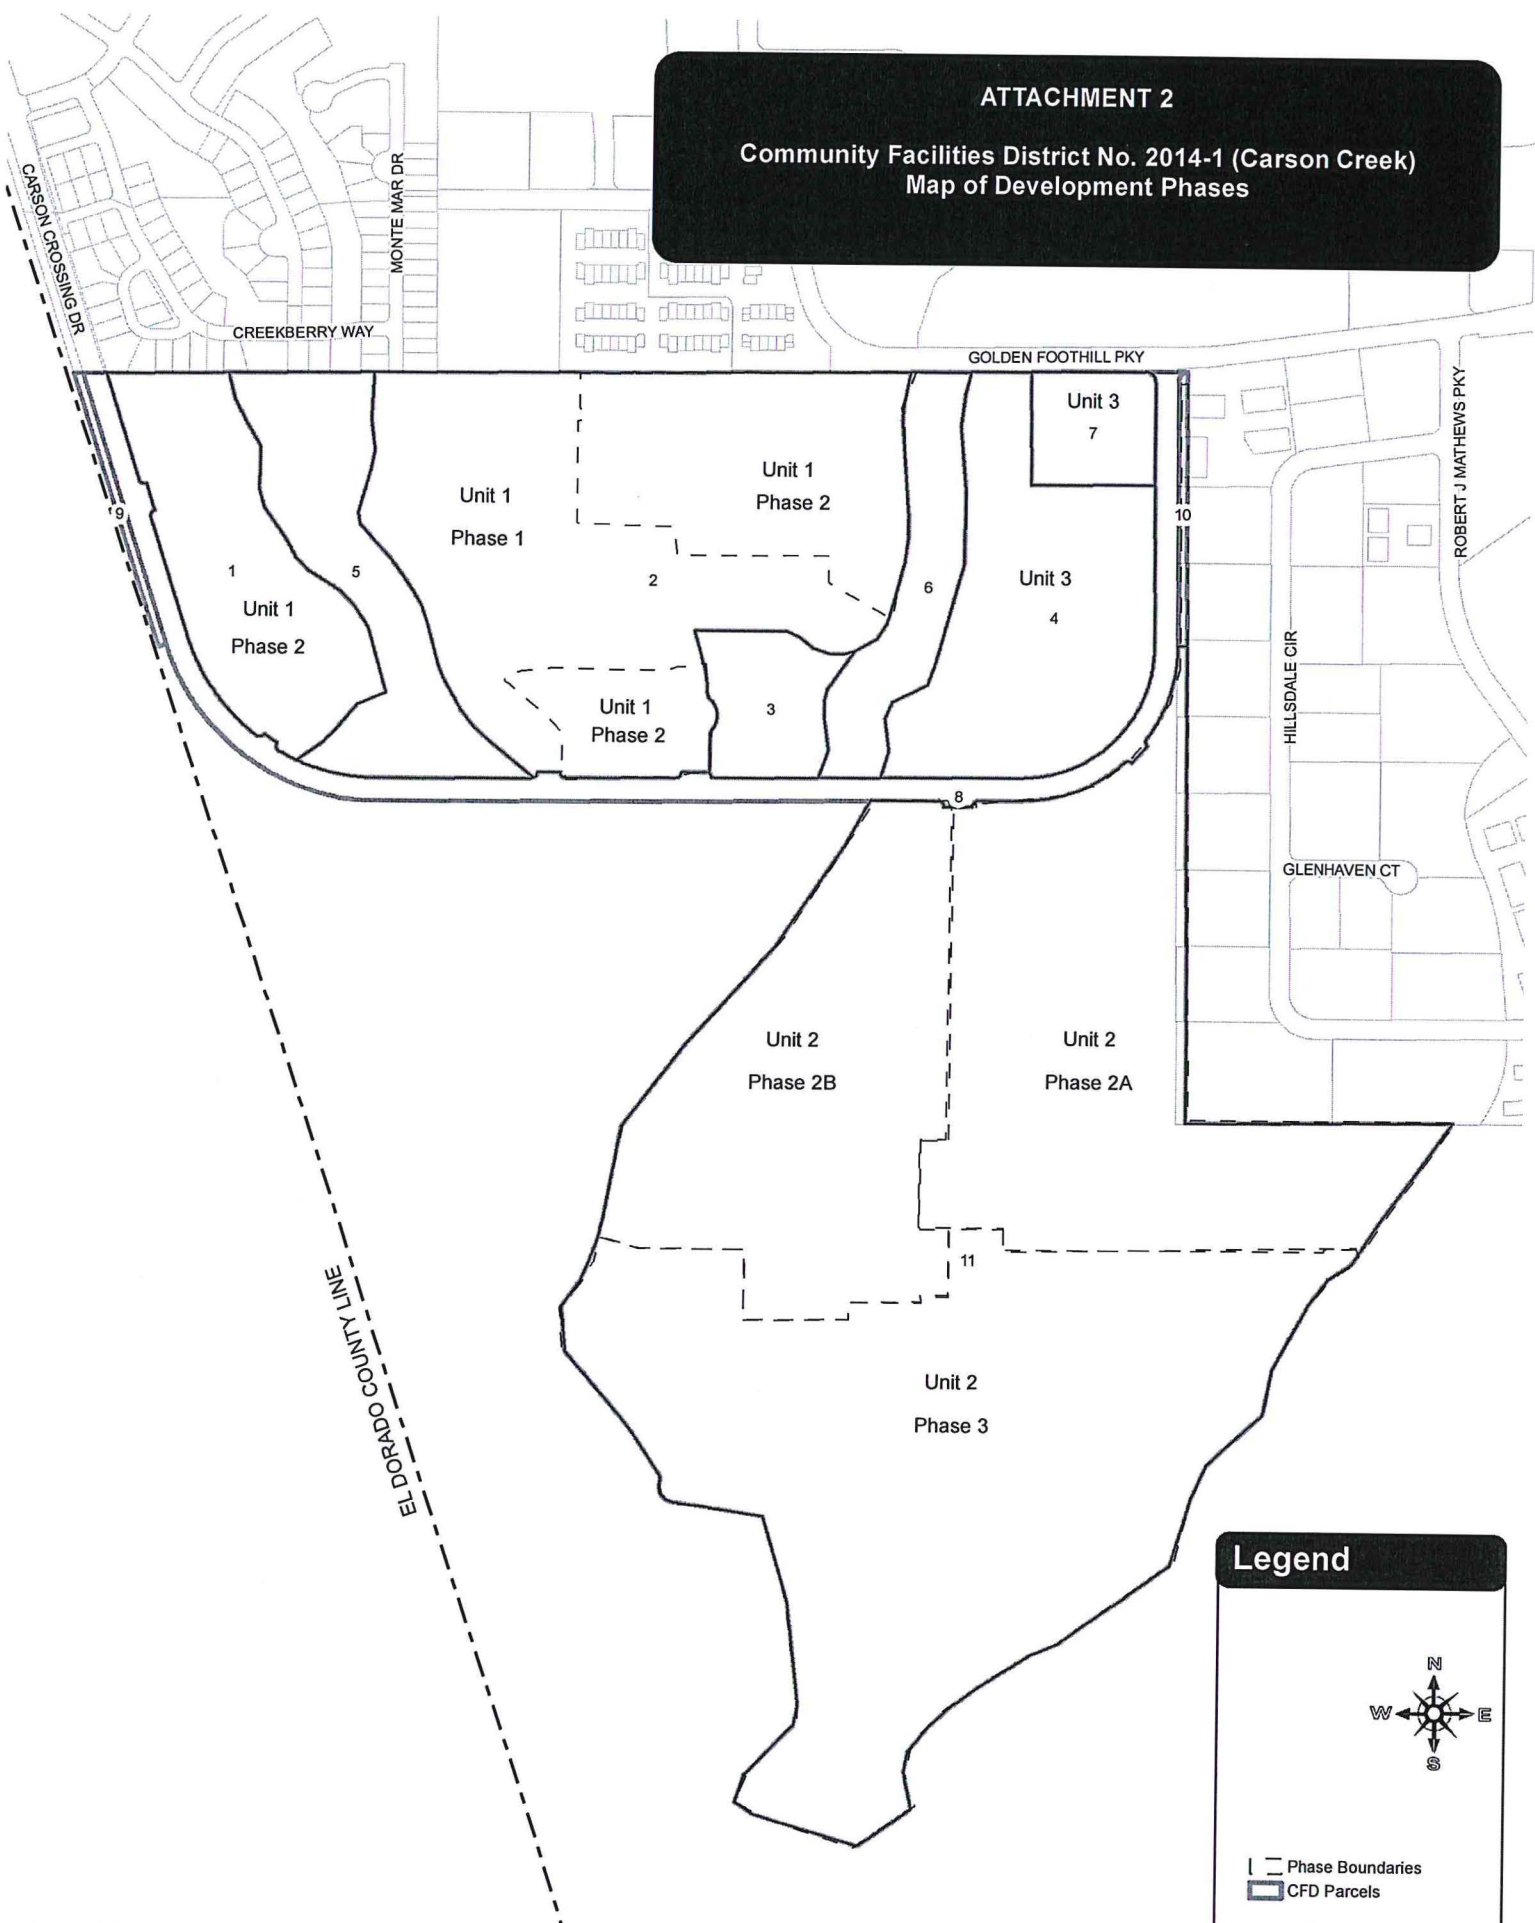 ATTACHMENT 2
Community Facilities District No. 2014-1 (Carson Creek)
Map of Development Phases
CARSON CROSSING DR
MONTE MAR DR
CREEKBERRY WAY
GOLDEN FOOTHILL PKY
ROBERT J MATHEWS PKY
HILLSDALE CIR
GLENHAVEN CT
EL DORADO COUNTY LINE
Unit 3
7
Unit 1
Phase 2
Unit 1
Phase 1
2
9
10
1
Unit 1
Phase 2
5
6
Unit 3
4
Unit 1
Phase 2
3
8
Unit 2
Phase 2B
Unit 2
Phase 2A
11
Unit 2
Phase 3
Legend
N
W
E
S
Phase Boundaries
CFD Parcels